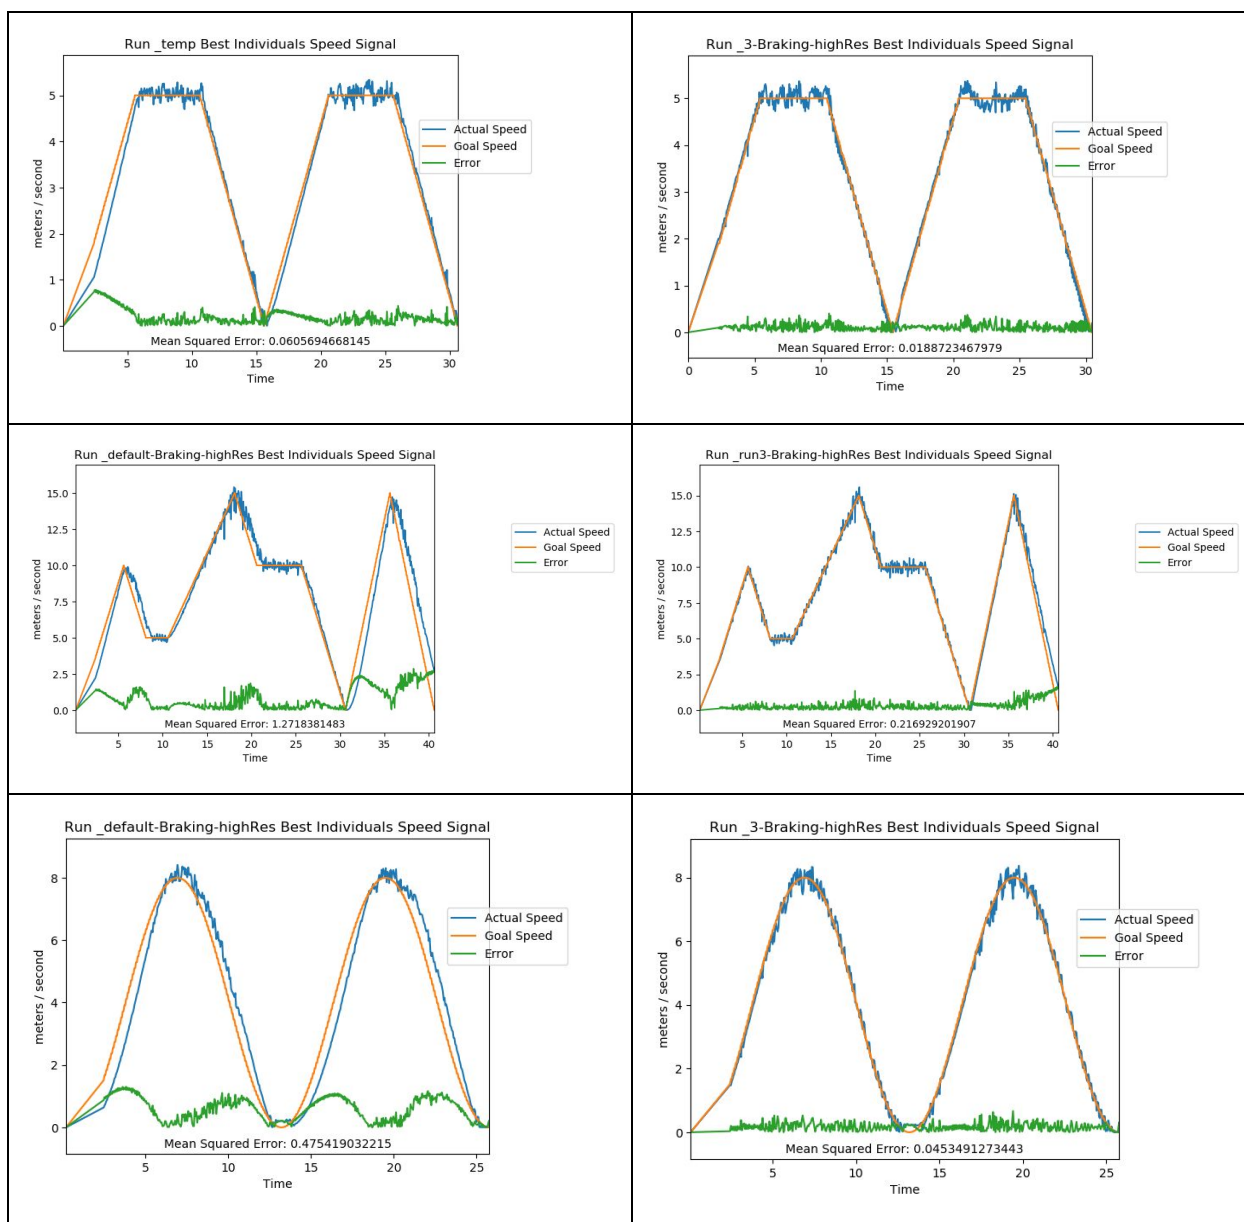 Run _temp Best Individuals Speed Signal
5
4
3
2
1
0
meters / second
Actual Speed
Goal Speed
Error
Mean Squared Error: 0.0605694668145
5 10 15 20 25 30
Time
Run _3-Braking-highRes Best Individuals Speed Signal
5
4
3
2
1
0
meters / second
Actual Speed
Goal Speed
Error
Mean Squared Error: 0.0188723467979
0 5 10 15 20 25 30
Time
Run _default-Braking-highRes Best Individuals Speed Signal
15.0
12.5
10.0
7.5
5.0
2.5
0.0
meters / second
Actual Speed
Goal Speed
Error
Mean Squared Error: 1.2718381483
5 10 15 20 25 30 35 40
Time
Run _run3-Braking-highRes Best Individuals Speed Signal
15.0
12.5
10.0
7.5
5.0
2.5
0.0
meters / second
Actual Speed
Goal Speed
Error
Mean Squared Error: 0.216929201907
5 10 15 20 25 30 35 40
Time
Run _default-Braking-highRes Best Individuals Speed Signal
8
6
4
2
0
meters / second
Actual Speed
Goal Speed
Error
Mean Squared Error: 0.475419032215
5 10 15 20 25
Time
Run _3-Braking-highRes Best Individuals Speed Signal
8
6
4
2
0
meters / second
Actual Speed
Goal Speed
Error
Mean Squared Error: 0.0453491273443
5 10 15 20 25
Time